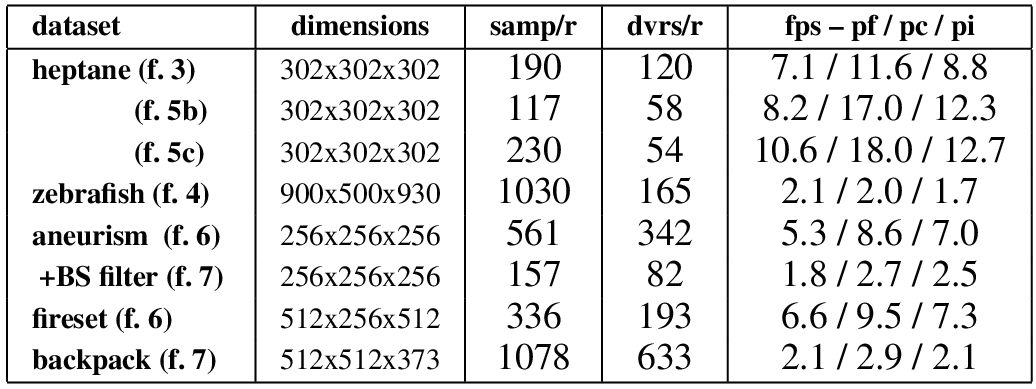 dataset dimensions samp/r dvrs/r fps – pf / pc / pi
heptane (f. 3) 302x302x302 190 120 7.1 / 11.6 / 8.8
(f. 5b) 302x302x302 117 58 8.2 / 17.0 / 12.3
(f. 5c) 302x302x302 230 54 10.6 / 18.0 / 12.7
zebrafish (f. 4) 900x500x930 1030 165 2.1 / 2.0 / 1.7
aneurism (f. 6) 256x256x256 561 342 5.3 / 8.6 / 7.0
+BS filter (f. 7) 256x256x256 157 82 1.8 / 2.7 / 2.5
fireset (f. 6) 512x256x512 336 193 6.6 / 9.5 / 7.3
backpack (f. 7) 512x512x373 1078 633 2.1 / 2.9 / 2.1